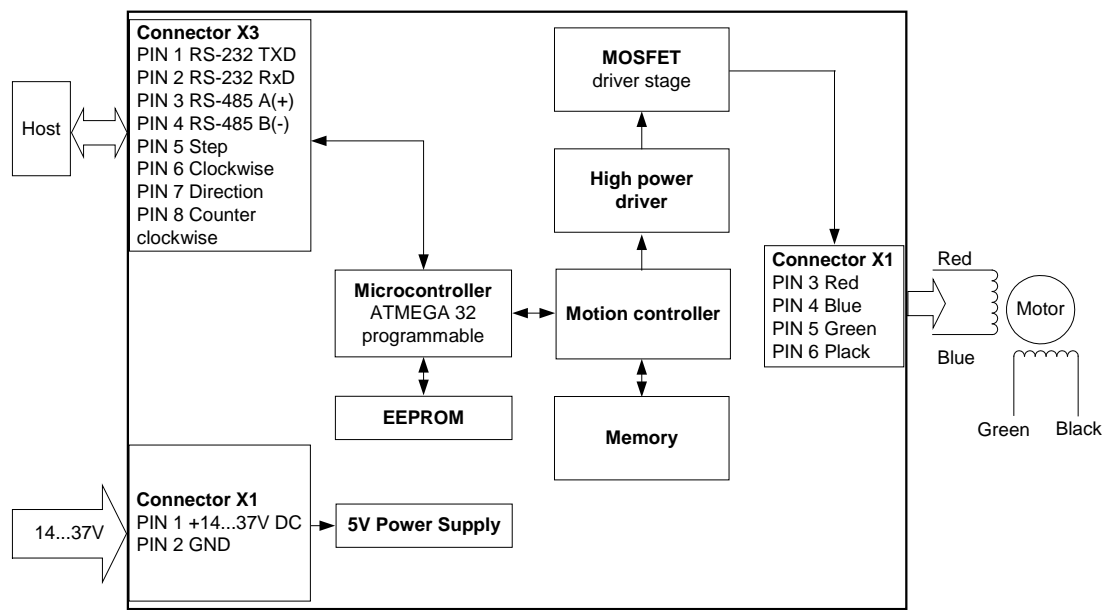 Connector X3
PIN 1 RS-232 TXD
PIN 2 RS-232 RxD
PIN 3 RS-485 A(+)
PIN 4 RS-485 B(-)
PIN 5 Step
PIN 6 Clockwise
PIN 7 Direction
PIN 8 Counter
clockwise
Host
MOSFET
driver stage
High power
driver
Microcontroller
ATMEGA 32
programmable
Motion controller
EEPROM
Memory
Connector X1
PIN 3 Red
PIN 4 Blue
PIN 5 Green
PIN 6 Plack
Red
Blue
Motor
Green
Black
14...37V
Connector X1
PIN 1 +14...37V DC
PIN 2 GND
5V Power Supply